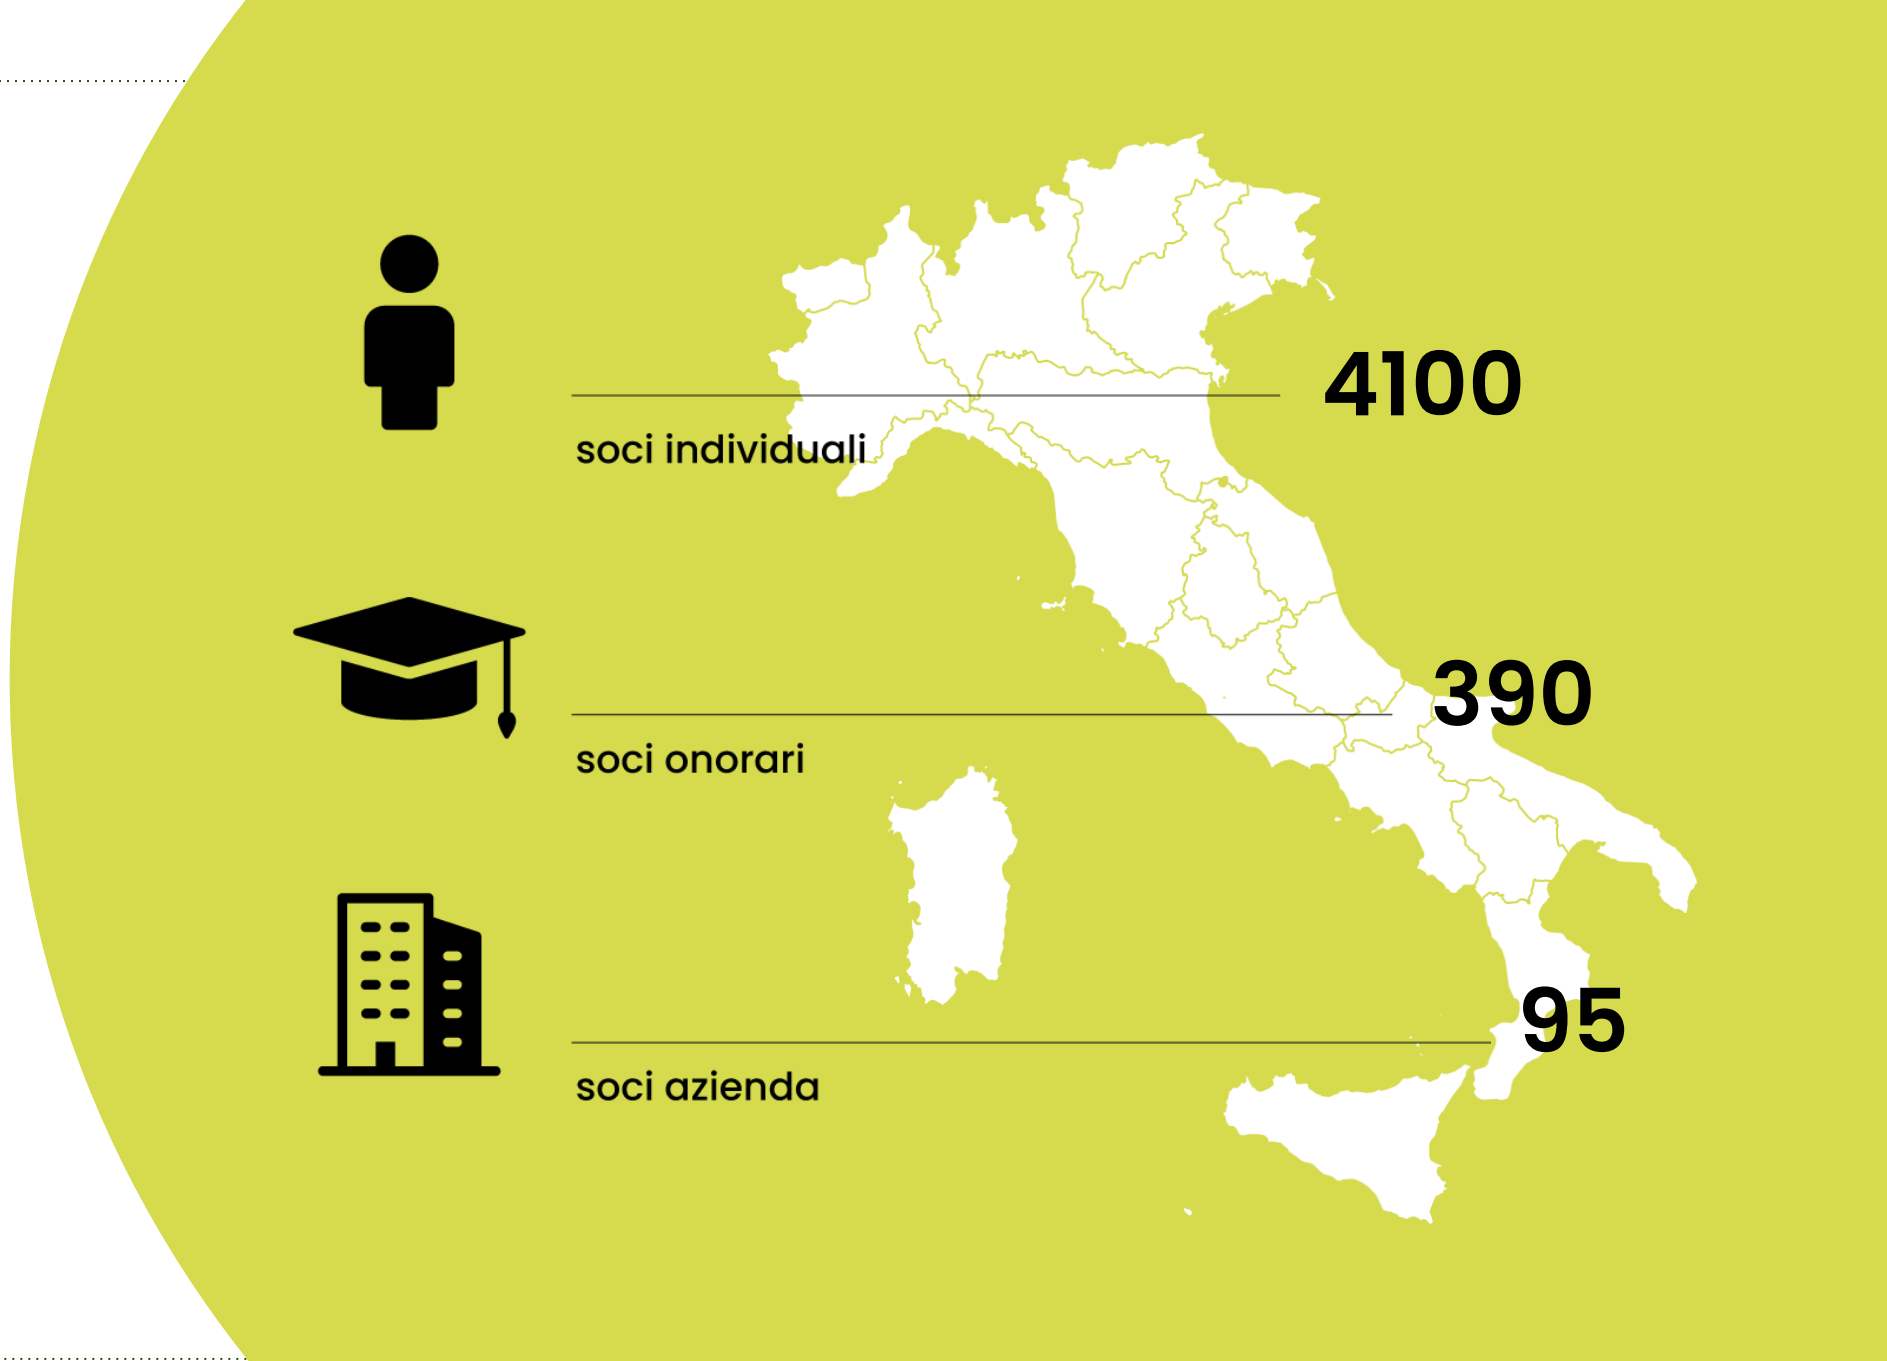 4100
soci individuali
390
soci onorari
95
soci azienda